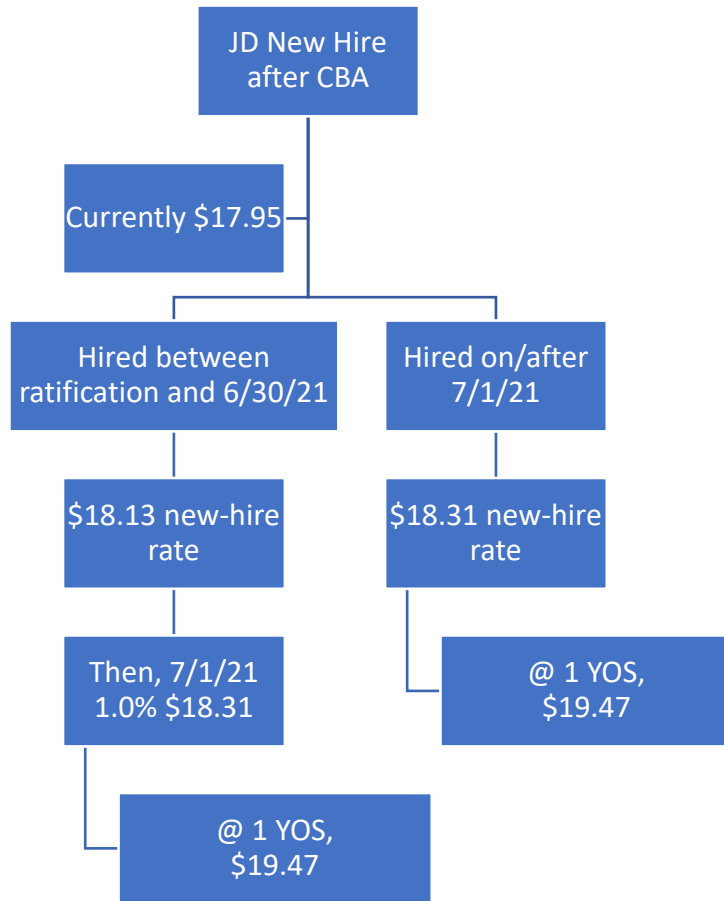 JD New Hire
after CBA
Currently $17.95
Hired between
ratification and 6/30/21
$18.13 new-hire
rate
Then, 7/1/21
1.0% $18.31
@ 1 YOS,
$19.47
Hired on/after
7/1/21
$18.31 new-hire
rate
@ 1 YOS,
$19.47